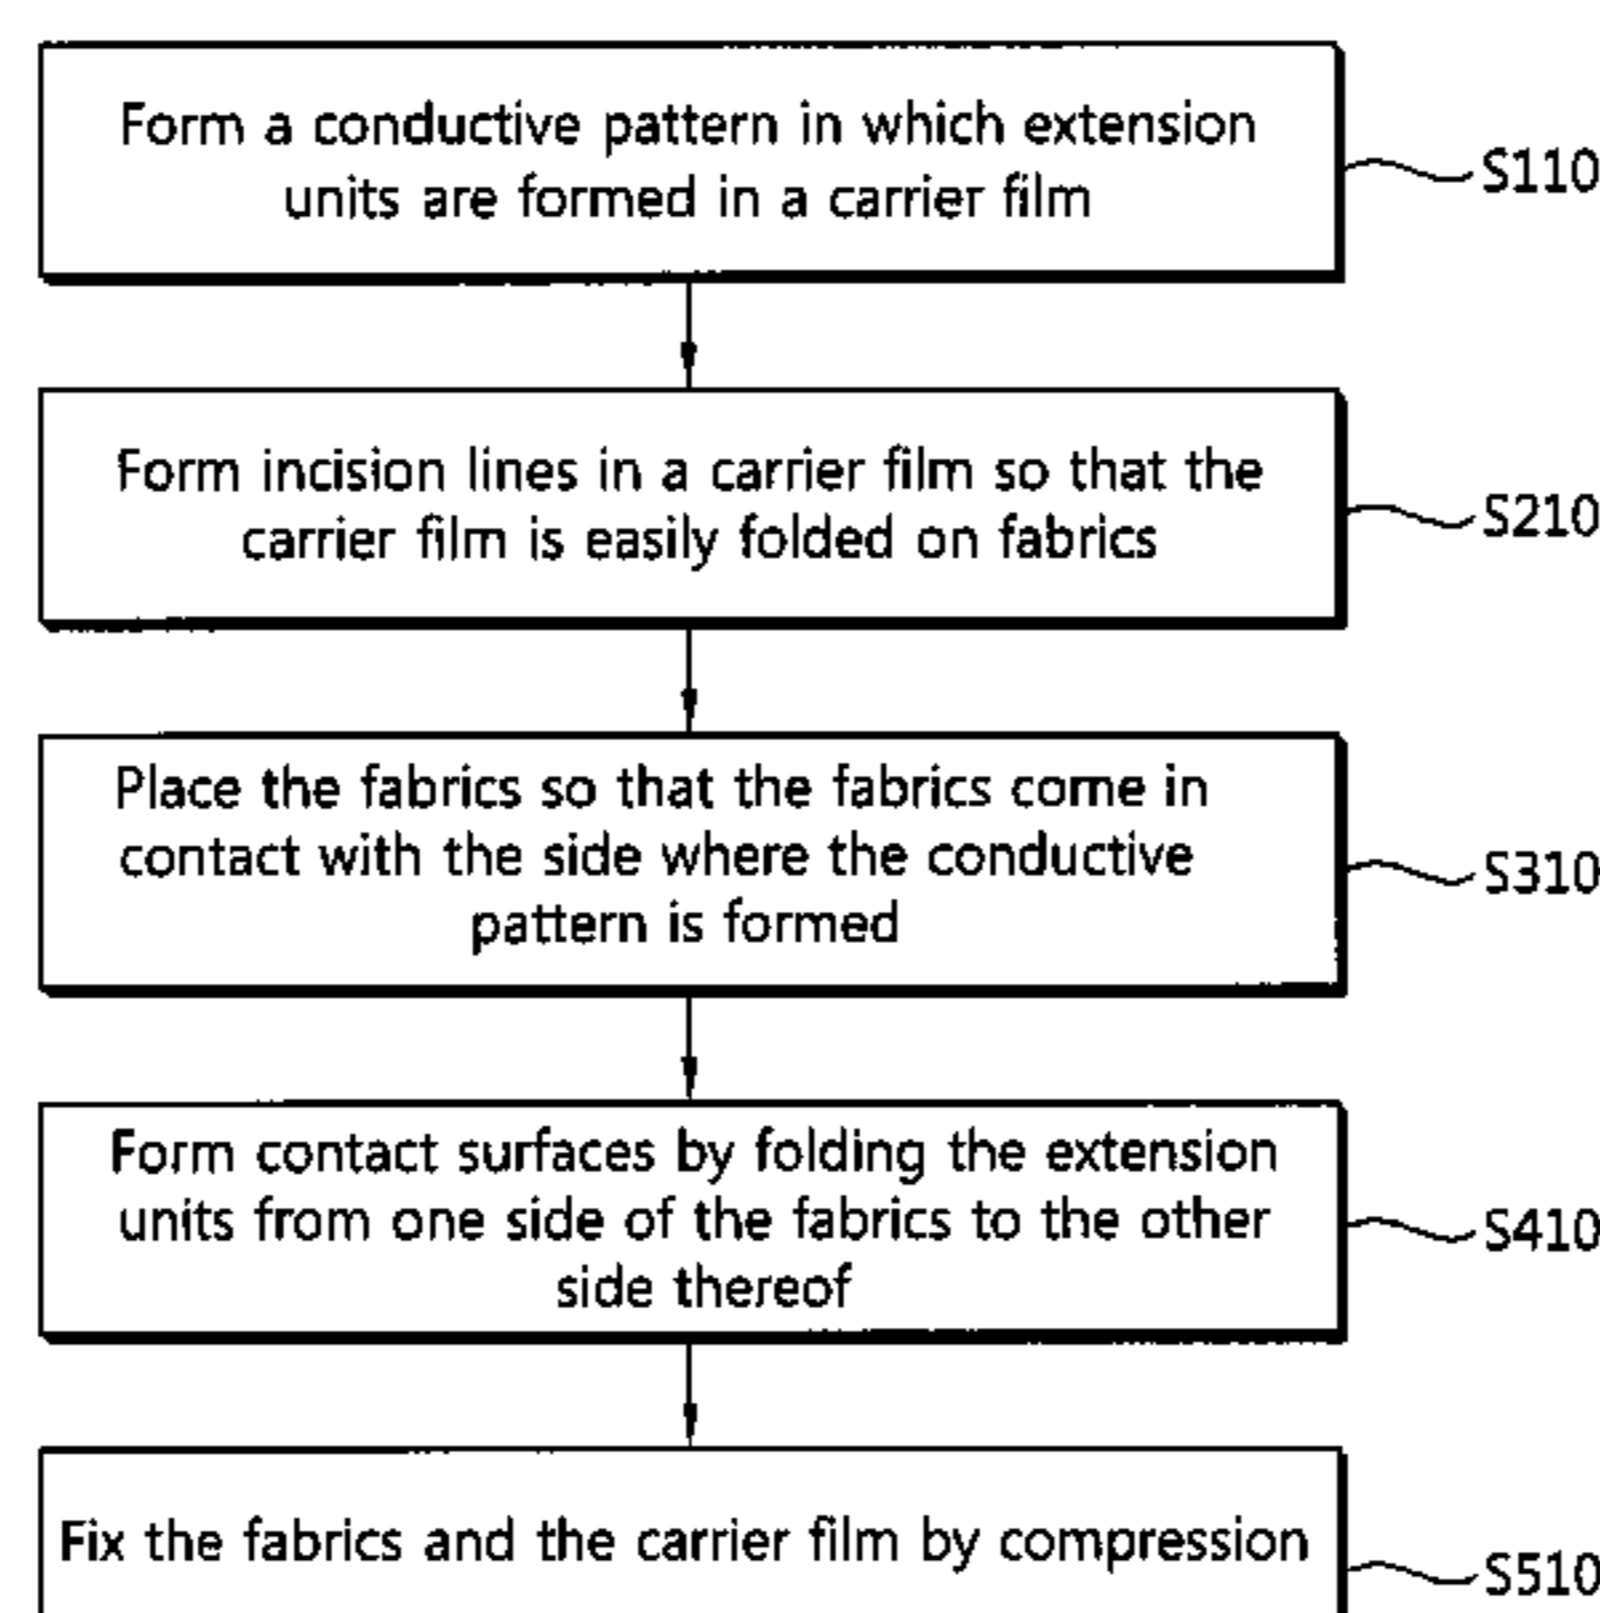 Form a conductive pattern in which extension
units are formed in a carrier film
S110
Form incision lines in a carrier film so that the
carrier film is easily folded on fabrics
S210
Place the fabrics so that the fabrics come in
contact with the side where the conductive
pattern is formed
S310
Form contact surfaces by folding the extension
units from one side of the fabrics to the other
side thereof
S410
Fix the fabrics and the carrier film by compression
S510